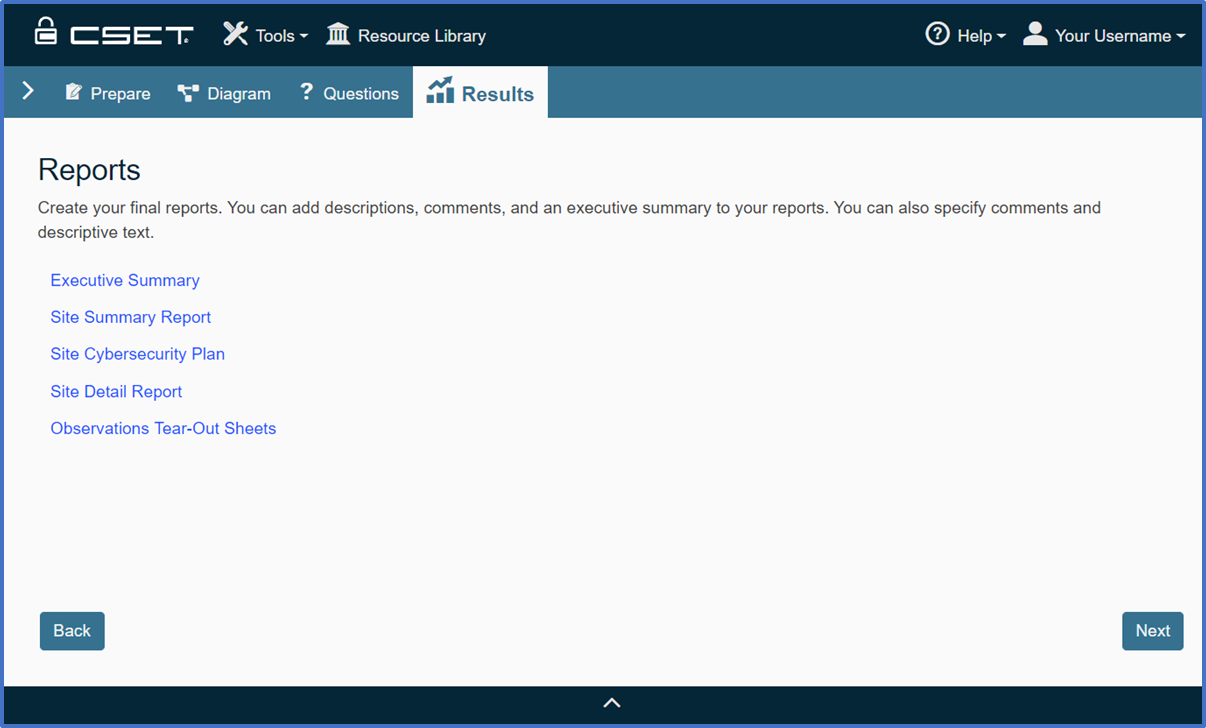 CSET Tools Resource Library Help Your Username
Prepare Diagram ? Questions Results
Reports
Create your final reports. You can add descriptions, comments, and an executive summary to your reports. You can also specify comments and
descriptive text.
Executive Summary
Site Summary Report
Site Cybersecurity Plan
Site Detail Report
Observations Tear-Out Sheets
Back Next